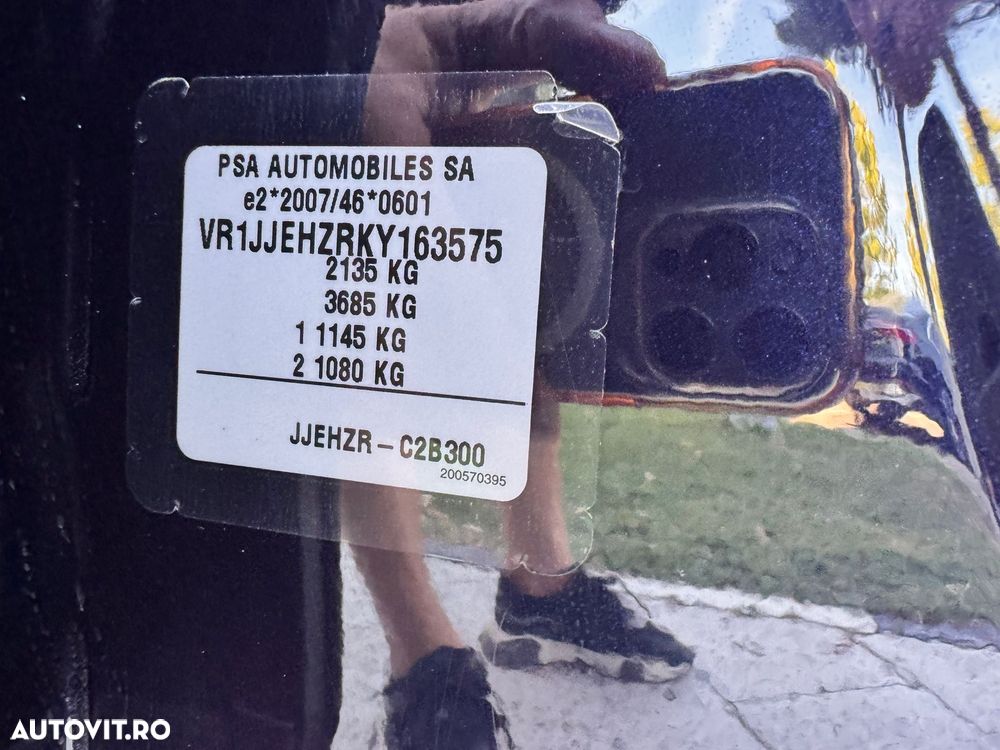 PSA AUTOMOBILES SA
e2*2007/46*0601
VR1JJEHZRKY163575
2135 KG
3685 KG
1 1145 KG
2 1080 KG
JJEHZR – C2B300
200570395
AUTOVIT.RO